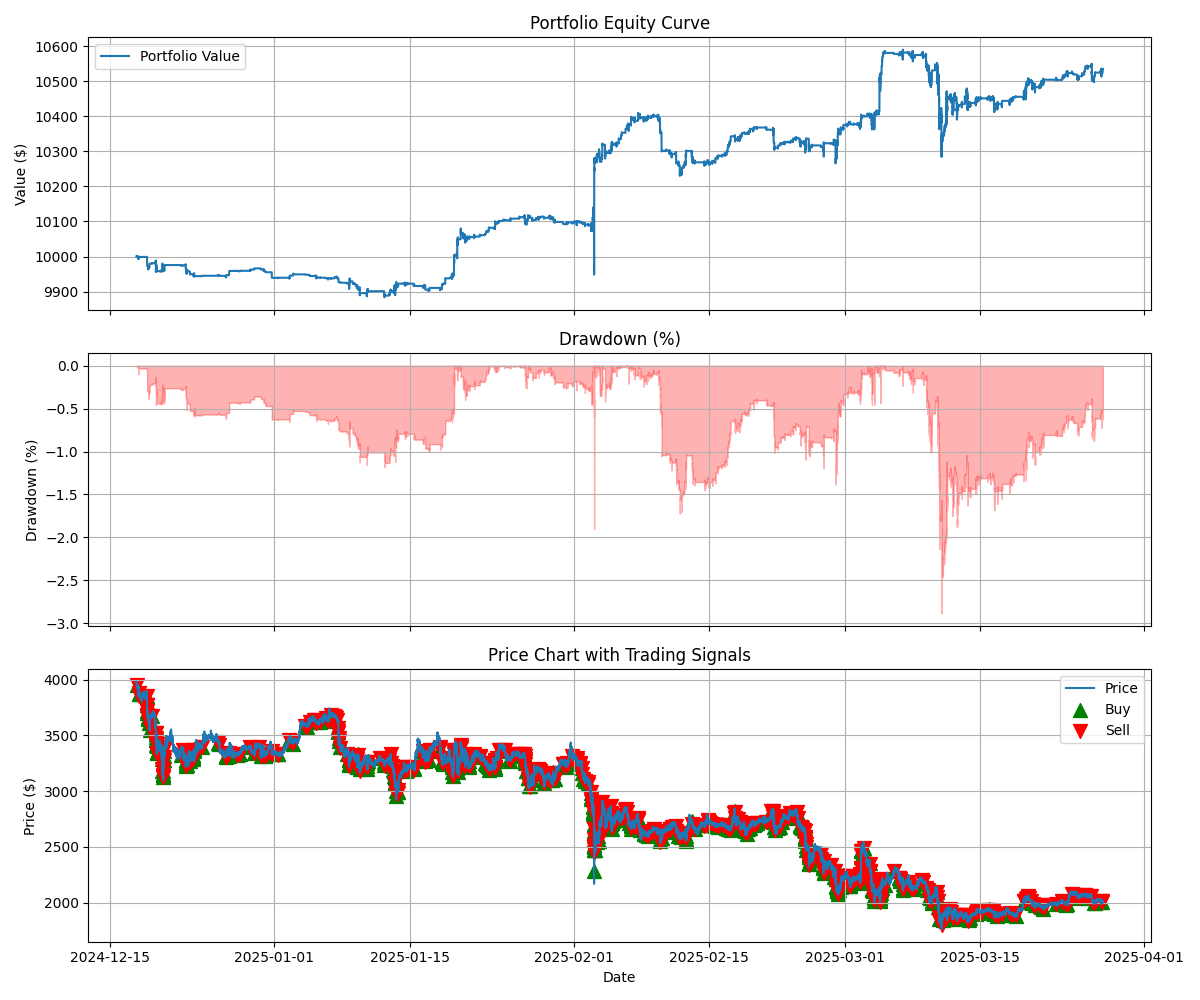 Portfolio Equity Curve
Portfolio Value
Value ($)
10600
10500
10400
10300
10200
10100
10000
9900
Drawdown (%)
Drawdown (%)
0.0
−0.5
−1.0
−1.5
−2.0
−2.5
−3.0
Price Chart with Trading Signals
Price
Buy
Sell
Price ($)
4000
3500
3000
2500
2000
2024-12-15
2025-01-01
2025-01-15
2025-02-01
2025-02-15
2025-03-01
2025-03-15
2025-04-01
Date